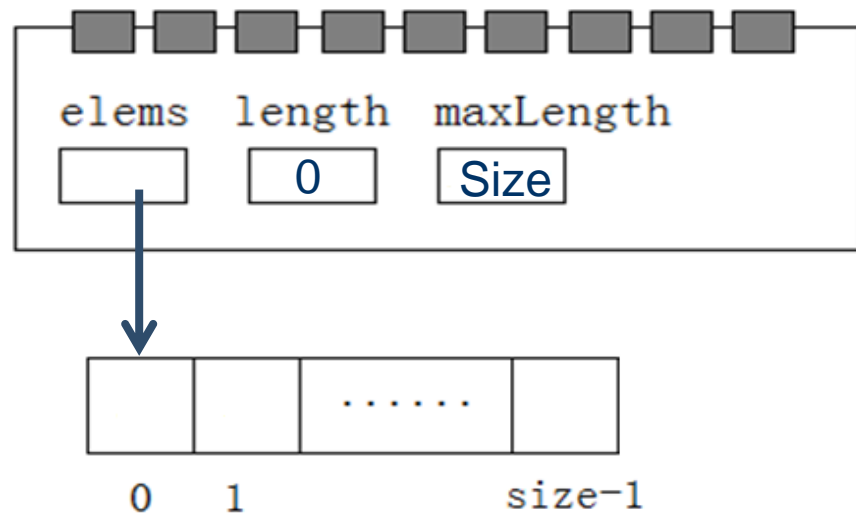 elems length maxLength
0 Size
......
0 1 size-1